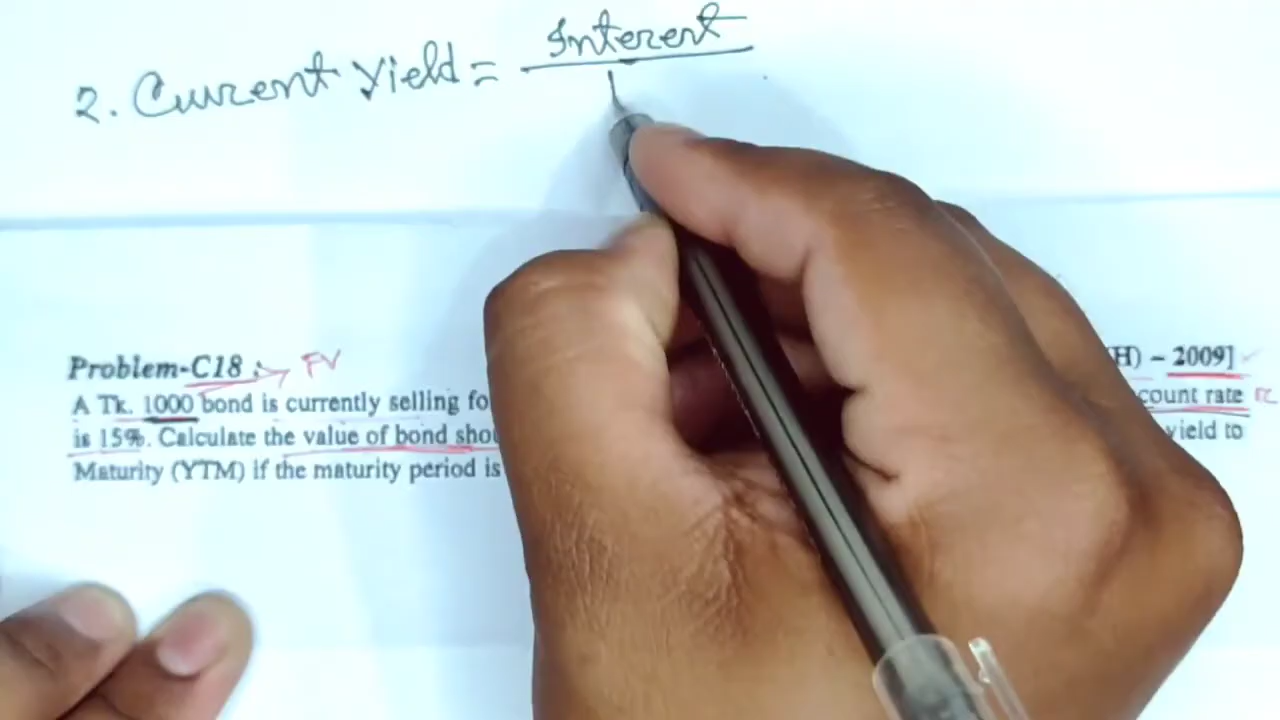 2. Current Yield = Interest
Problem-C18 : FV
H) – 2009]
A Tk. 1000 bond is currently selling fo
count rate
is 15%. Calculate the value of bond sho
yield to
Maturity (YTM) if the maturity period is